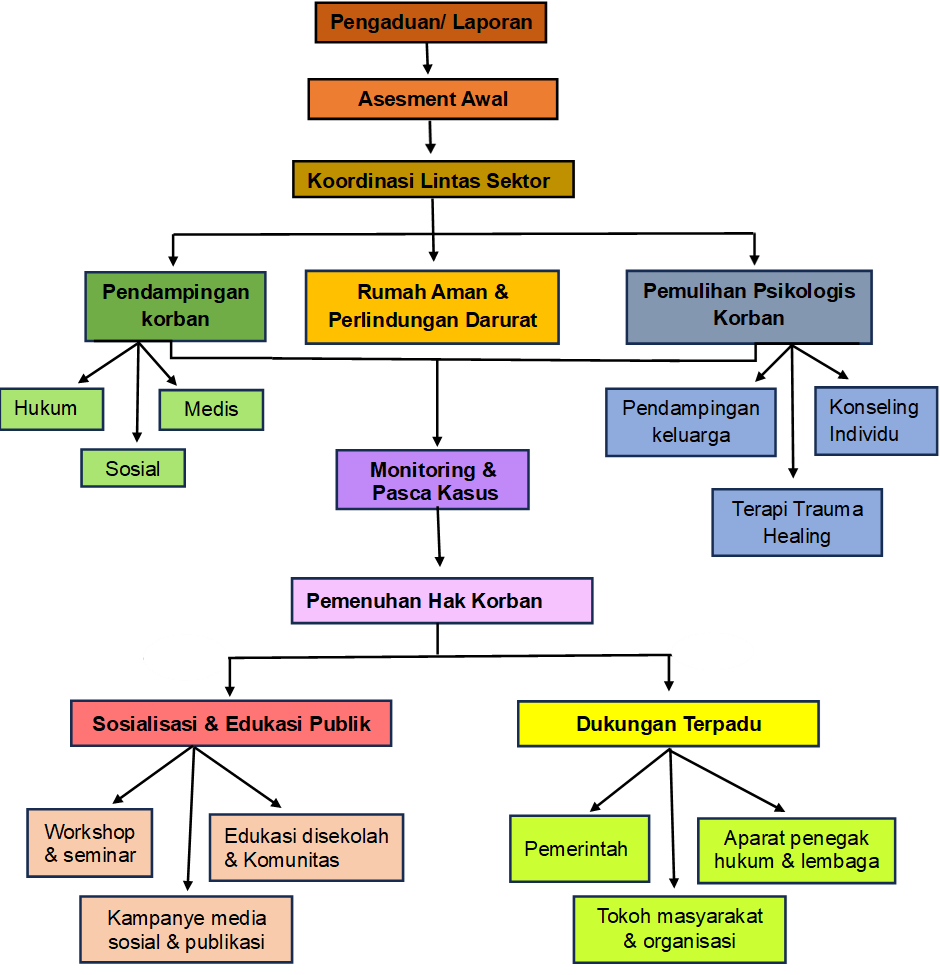 Pengaduan/ Laporan
Asesment Awal
Koordinasi Lintas Sektor
Pendampingan
korban
Rumah Aman &
Perlindungan Darurat
Pemulihan Psikologis
Korban
Hukum
Medis
Sosial
Pendampingan
keluarga
Konseling
Individu
Terapi Trauma
Healing
Monitoring &
Pasca Kasus
Pemenuhan Hak Korban
Sosialisasi & Edukasi Publik
Dukungan Terpadu
Workshop
& seminar
Edukasi disekolah
& Komunitas
Kampanye media
sosial & publikasi
Pemerintah
Aparat penegak
hukum & lembaga
Tokoh masyarakat
& organisasi